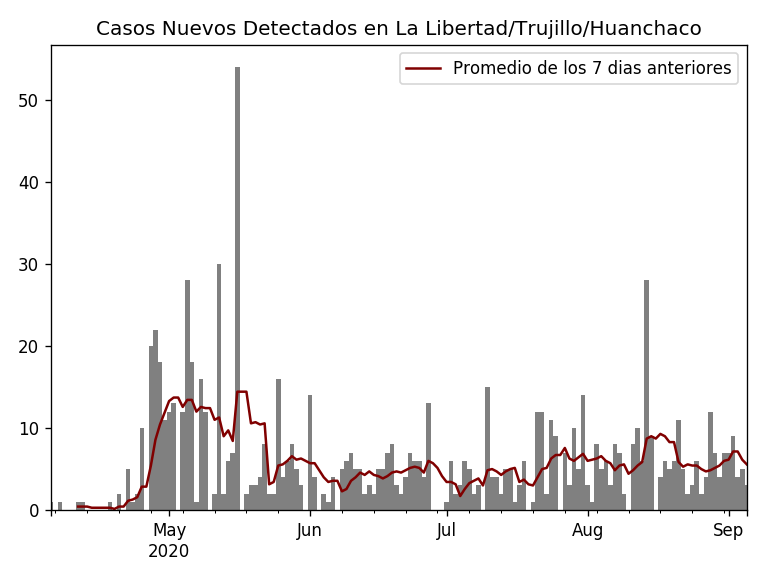 Casos Nuevos Detectados en La Libertad/Trujillo/Huanchaco
Promedio de los 7 dias anteriores
50
40
30
20
10
0
May Jun Jul Aug Sep
2020